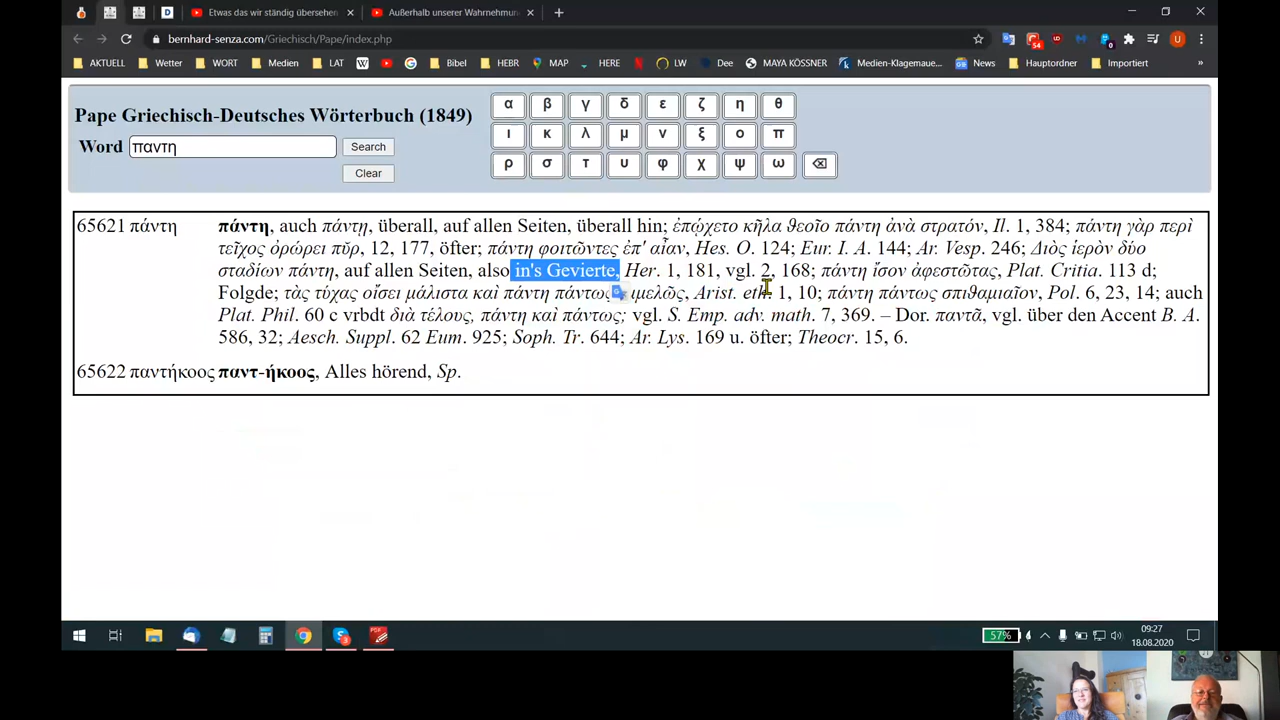 Etwas das wir ständig übersehen
Außerhalb unserer Wahrnehmun
bernhard-senza.com/Griechisch/Pape/index.php
54
0
U
AKTUELL Wetter WORT Medien LAT Bibel HEBR MAP HERE LW Dee MAYA KÖSSNER Medien-Klagemaue... News Hauptordner Importiert »
Pape Griechisch-Deutsches Wörterbuch (1849)
Word παντη Search
Clear
α β γ δ ε ζ η θ
ι κ λ μ ν ξ ο π
ρ σ τ υ φ χ ψ ω
65621 πάντη πάντη, auch πάντῃ, überall, auf allen Seiten, überall hin; ἐπῴχετο κῆλα ϑεοῖο πάντη ἀνὰ στρατόν, Il. 1, 384; πάντη γὰρ περὶ
τεῖχος ὀρώρει πῦρ, 12, 177, öfter; πάντη φοιτῶντες ἐπ' αἶαν, Hes. O. 124; Eur. I. A. 144; Ar. Vesp. 246; Διὸς ἱερὸν δύο
σταδίων πάντη, auf allen Seiten, also in's Gevierte, Her. 1, 181, vgl. 2, 168; πάντη ἴσον ἀφεστῶτας, Plat. Critia. 113 d;
Folgde; τὰς τύχας οἴσει μάλιστα καὶ πάντη πάντως ιμελῶς, Arist. eth. 1, 10; πάντη πάντως σπιθαμιαῖον, Pol. 6, 23, 14; auch
Plat. Phil. 60 c vrbdt διὰ τέλους, πάντη καὶ πάντως; vgl. S. Emp. adv. math. 7, 369. – Dor. παντᾶ, vgl. über den Accent B. A.
586, 32; Aesch. Suppl. 62 Eum. 925; Soph. Tr. 644; Ar. Lys. 169 u. öfter; Theocr. 15, 6.
65622 παντήκοος παντ-ήκοος, Alles hörend, Sp.
57%
09:27
18.08.2020